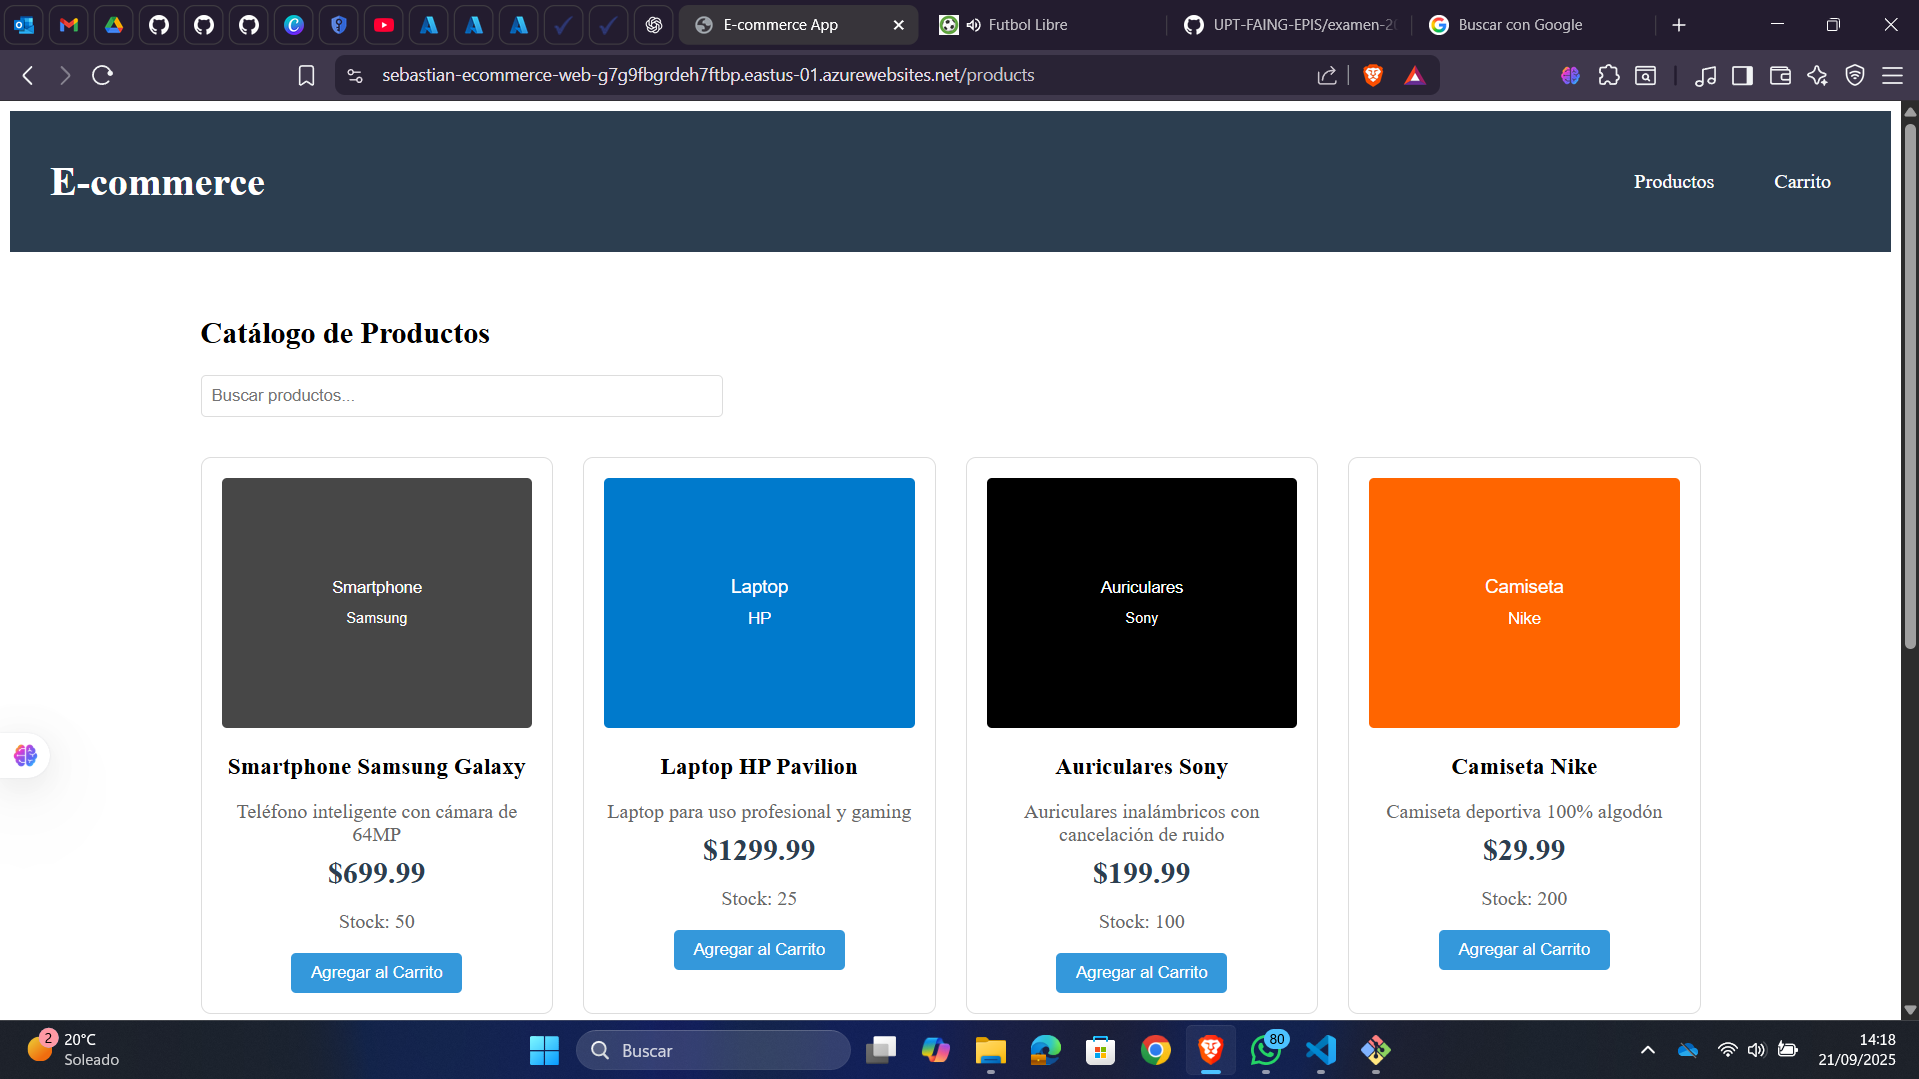 E-commerce App
Futbol Libre
UPT-FAING-EPIS/examen-20
Buscar con Google
sebastian-ecommerce-web-g7g9fbgrdeh7ftbp.eastus-01.azurewebsites.net/products
E-commerce
Productos
Carrito
Catálogo de Productos
Buscar productos...
Smartphone
Samsung
Laptop
HP
Auriculares
Sony
Camiseta
Nike
Smartphone Samsung Galaxy
Teléfono inteligente con cámara de
64MP
$699.99
Stock: 50
Agregar al Carrito
Laptop HP Pavilion
Laptop para uso profesional y gaming
$1299.99
Stock: 25
Agregar al Carrito
Auriculares Sony
Auriculares inalámbricos con
cancelación de ruido
$199.99
Stock: 100
Agregar al Carrito
Camiseta Nike
Camiseta deportiva 100% algodón
$29.99
Stock: 200
Agregar al Carrito
2
20°C
Soleado
Buscar
80
14:18
21/09/2025